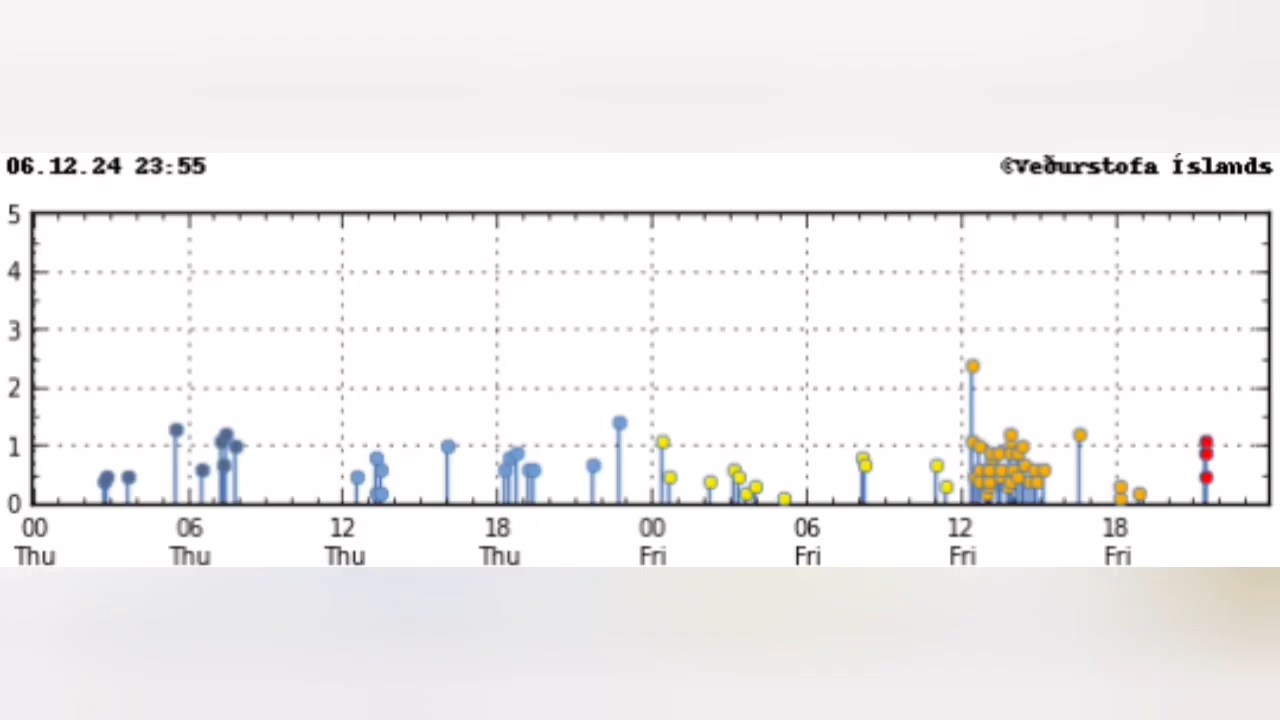 06.12.24 23:55
©Veðurstofa Íslands
5
4
3
2
1
0
00 06 12 18 00 06 12 18
Thu Thu Thu Thu Fri Fri Fri Fri